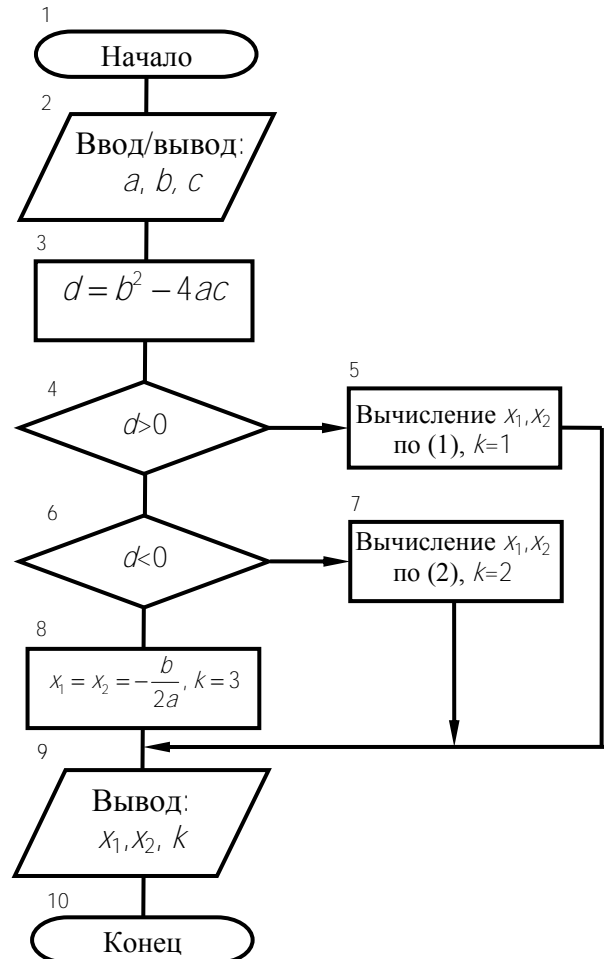 1
Начало
2
Ввод/вывод:
a, b, c
3
d = b² − 4ac
4
d>0
5
Вычисление x₁,x₂
по (1), k=1
6
d<0
7
Вычисление x₁,x₂
по (2), k=2
8
x₁ = x₂ = −b/2a, k = 3
9
Вывод:
x₁,x₂, k
10
Конец